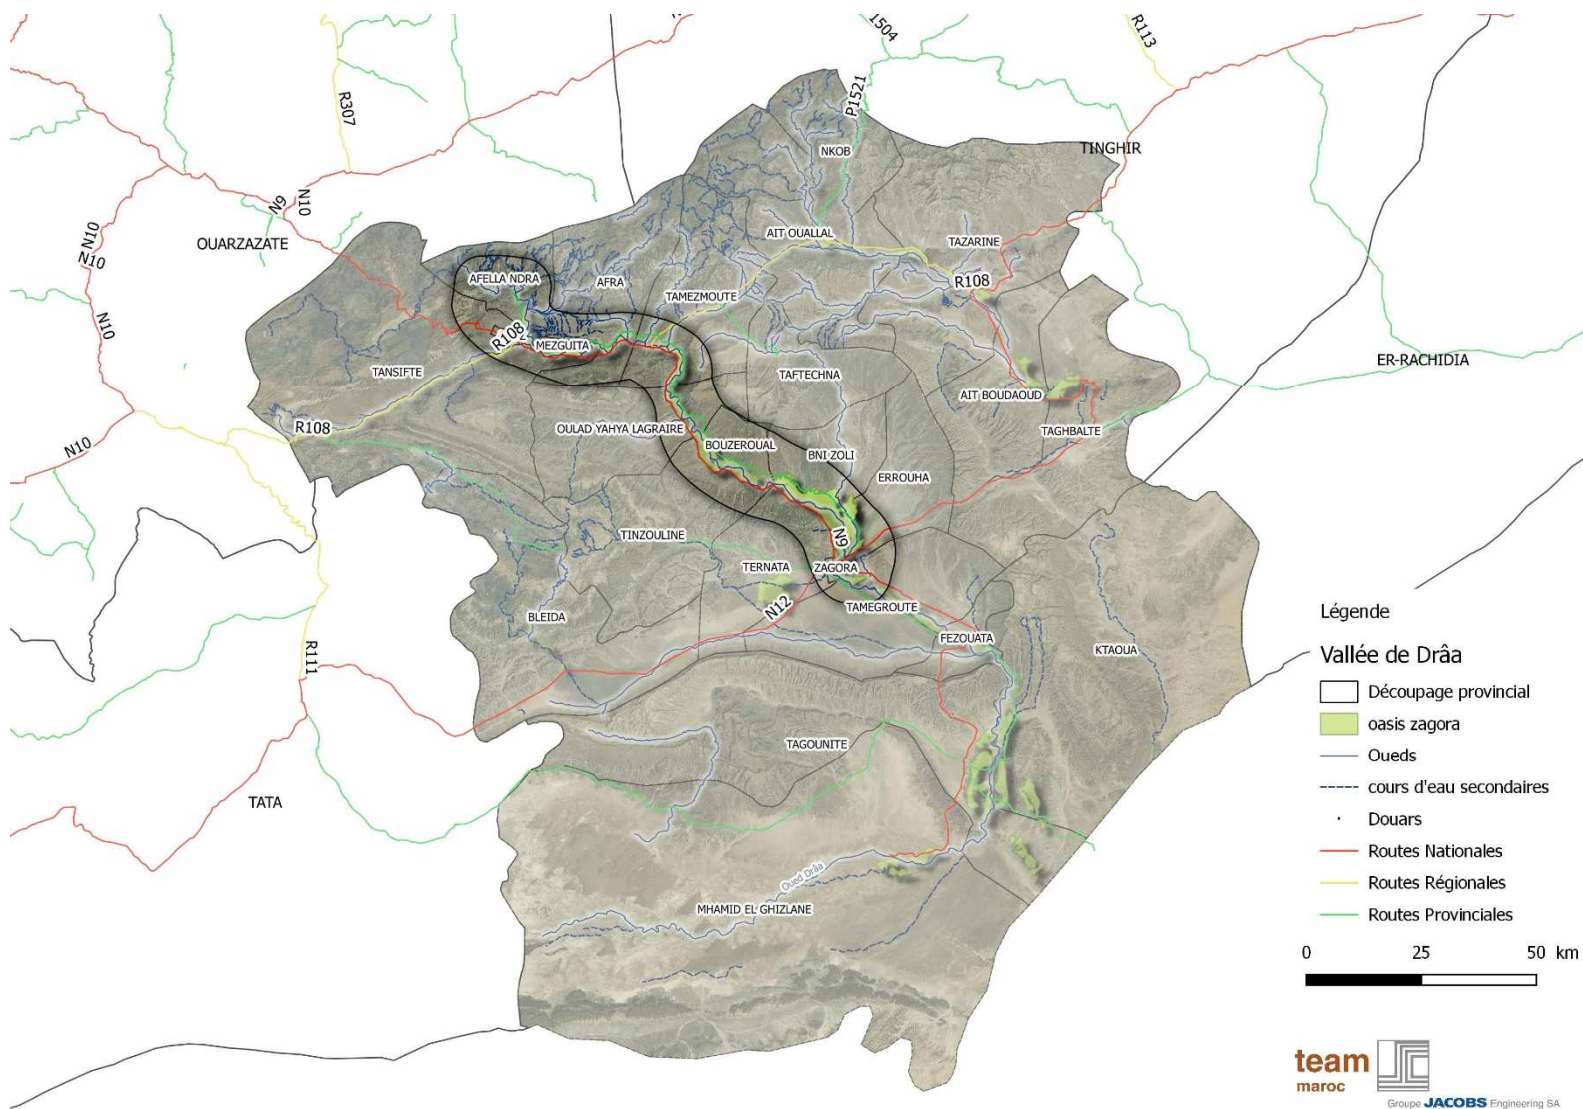 1504
R113
R307
P1521
NKOB
TINGHIR
N9
N10
N10
N10
OUARZAZATE
AIT OUALLAL
TAZARINE
AFELLA NDRA
AFRA
TAMEZMOUTE
R108
N10
R108
MEZGUITA
TANSIFTE
TAFTECHNA
ER-RACHIDIA
AIT BOUDAOUD
R108
OULAD YAHYA LAGRAIRE
TAGHBALTE
N10
BOUZEROUAL
BNI ZOLI
ERROUHA
TINZOULINE
N9
TERNATA
ZAGORA
N12
TAMEGROUTE
BLEIDA
FEZOUATA
KTAOUA
R111
TAGOUNITE
TATA
Oued Drâa
MHAMID EL GHIZLANE
Légende
Vallée de Drâa
Découpage provincial
oasis zagora
Oueds
cours d'eau secondaires
Douars
Routes Nationales
Routes Régionales
Routes Provinciales
0 25 50 km
team
maroc
Groupe JACOBS Engineering SA